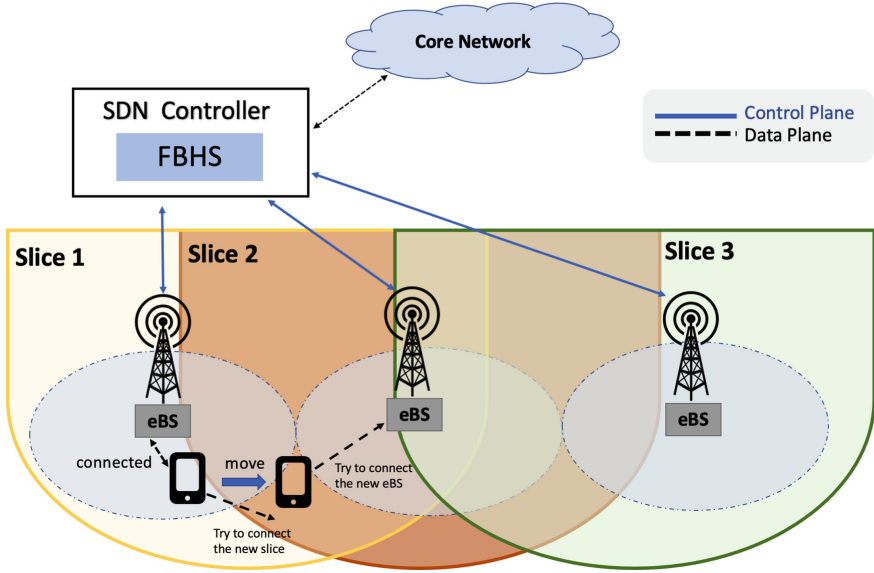 Core Network
SDN Controller
FBHS
Control Plane
Data Plane
Slice 1
Slice 2
Slice 3
eBS
eBS
eBS
connected
move
Try to connect
the new eBS
Try to connect
the new slice